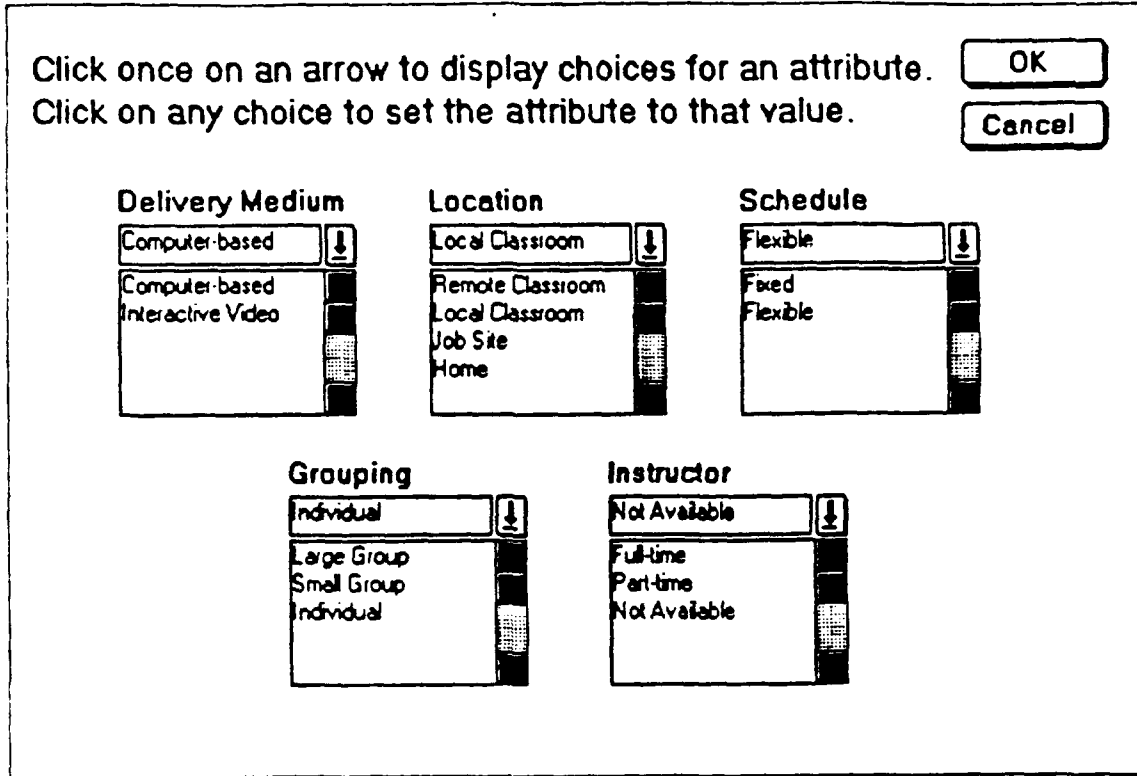 Click once on an arrow to display choices for an attribute.
Click on any choice to set the attribute to that value.
OK
Cancel
Delivery Medium
Computer-based
Computer-based
Interactive Video
Location
Local Classroom
Remote Classroom
Local Classroom
Job Site
Home
Schedule
Flexible
Fixed
Flexible
Grouping
Individual
Large Group
Small Group
Individual
Instructor
Not Available
Full-time
Part-time
Not Available